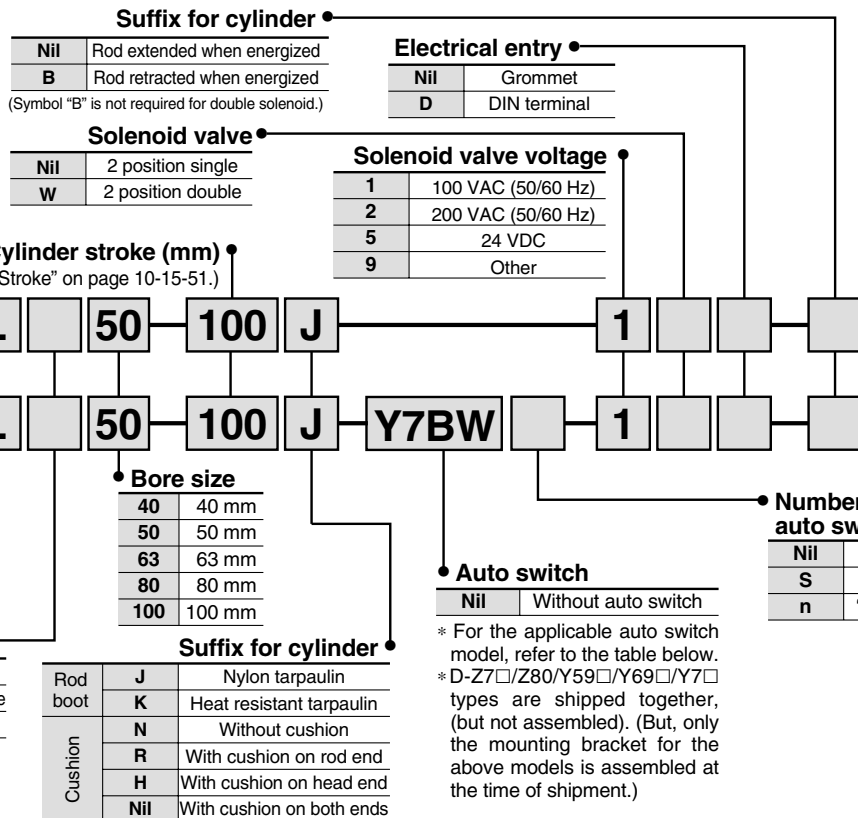 Suffix for cylinder
Nil Rod extended when energized
B Rod retracted when energized
(Symbol “B” is not required for double solenoid.)
Electrical entry
Nil Grommet
D DIN terminal
Solenoid valve
Nil 2 position single
W 2 position double
Solenoid valve voltage
1 100 VAC (50/60 Hz)
2 200 VAC (50/60 Hz)
5 24 VDC
9 Other
ylinder stroke (mm)
Stroke” on page 10-15-51.)
50 100 J 1
50 100 J Y7BW 1
Bore size
40 40 mm
50 50 mm
63 63 mm
80 80 mm
100 100 mm
Number
auto sw
Nil
S
n
Auto switch
Nil Without auto switch
∗ For the applicable auto switch
model, refer to the table below.
∗ D-Z7□/Z80/Y59□/Y69□/Y7□
types are shipped together,
(but not assembled). (But, only
the mounting bracket for the
above models is assembled at
the time of shipment.)
Suffix for cylinder
Rod boot J Nylon tarpaulin
K Heat resistant tarpaulin
Cushion N Without cushion
R With cushion on rod end
H With cushion on head end
Nil With cushion on both ends
e